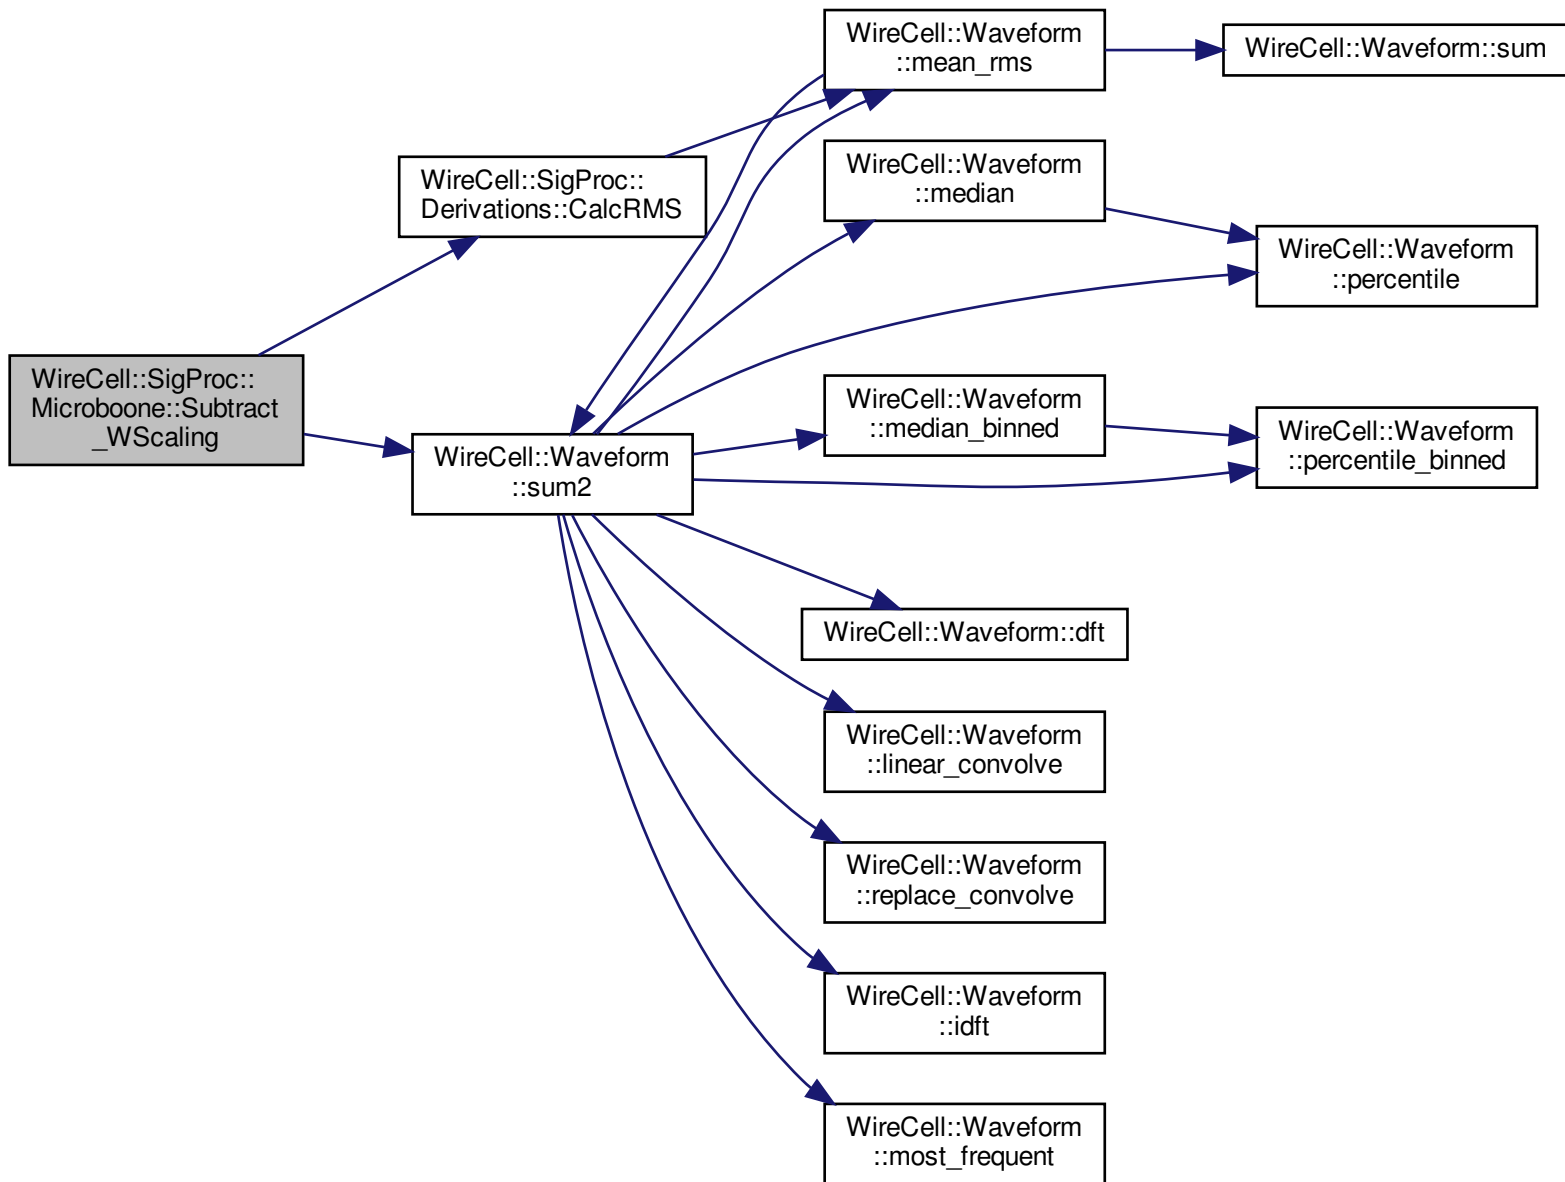 WireCell::SigProc::
Microboone::Subtract
_WScaling
WireCell::SigProc::
Derivations::CalcRMS
WireCell::Waveform
::sum2
WireCell::Waveform
::mean_rms
WireCell::Waveform::sum
WireCell::Waveform
::median
WireCell::Waveform
::percentile
WireCell::Waveform
::median_binned
WireCell::Waveform
::percentile_binned
WireCell::Waveform::dft
WireCell::Waveform
::linear_convolve
WireCell::Waveform
::replace_convolve
WireCell::Waveform
::idft
WireCell::Waveform
::most_frequent